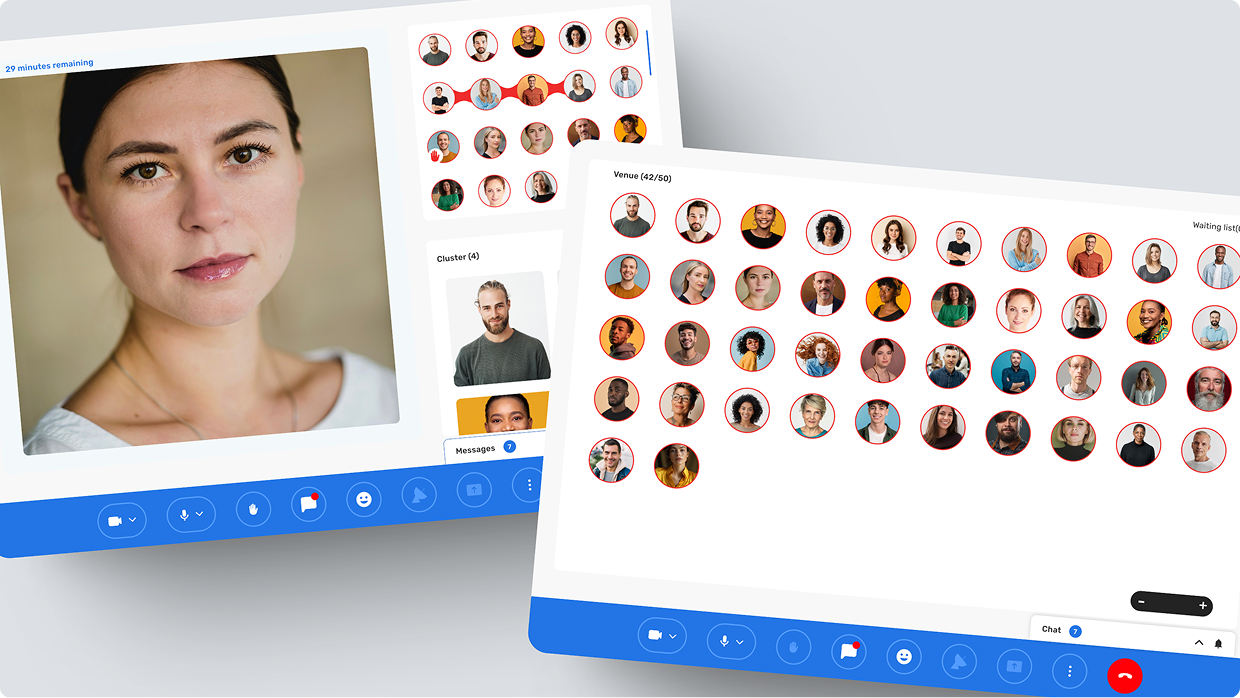 29 minutes remaining
Cluster (4)
Messages 7
Venue (42/50)
Waiting list(
Chat 7